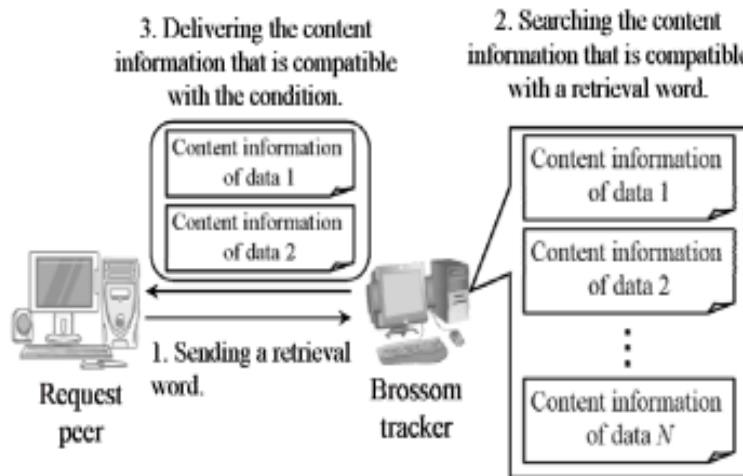 3. Delivering the content
information that is compatible
with the condition.
2. Searching the content
information that is compatible
with a retrieval word.
Content information
of data 1
Content information
of data 2
Content information
of data 1
Content information
of data 2
Content information
of data N
1. Sending a retrieval
word.
Request
peer
Brossom
tracker